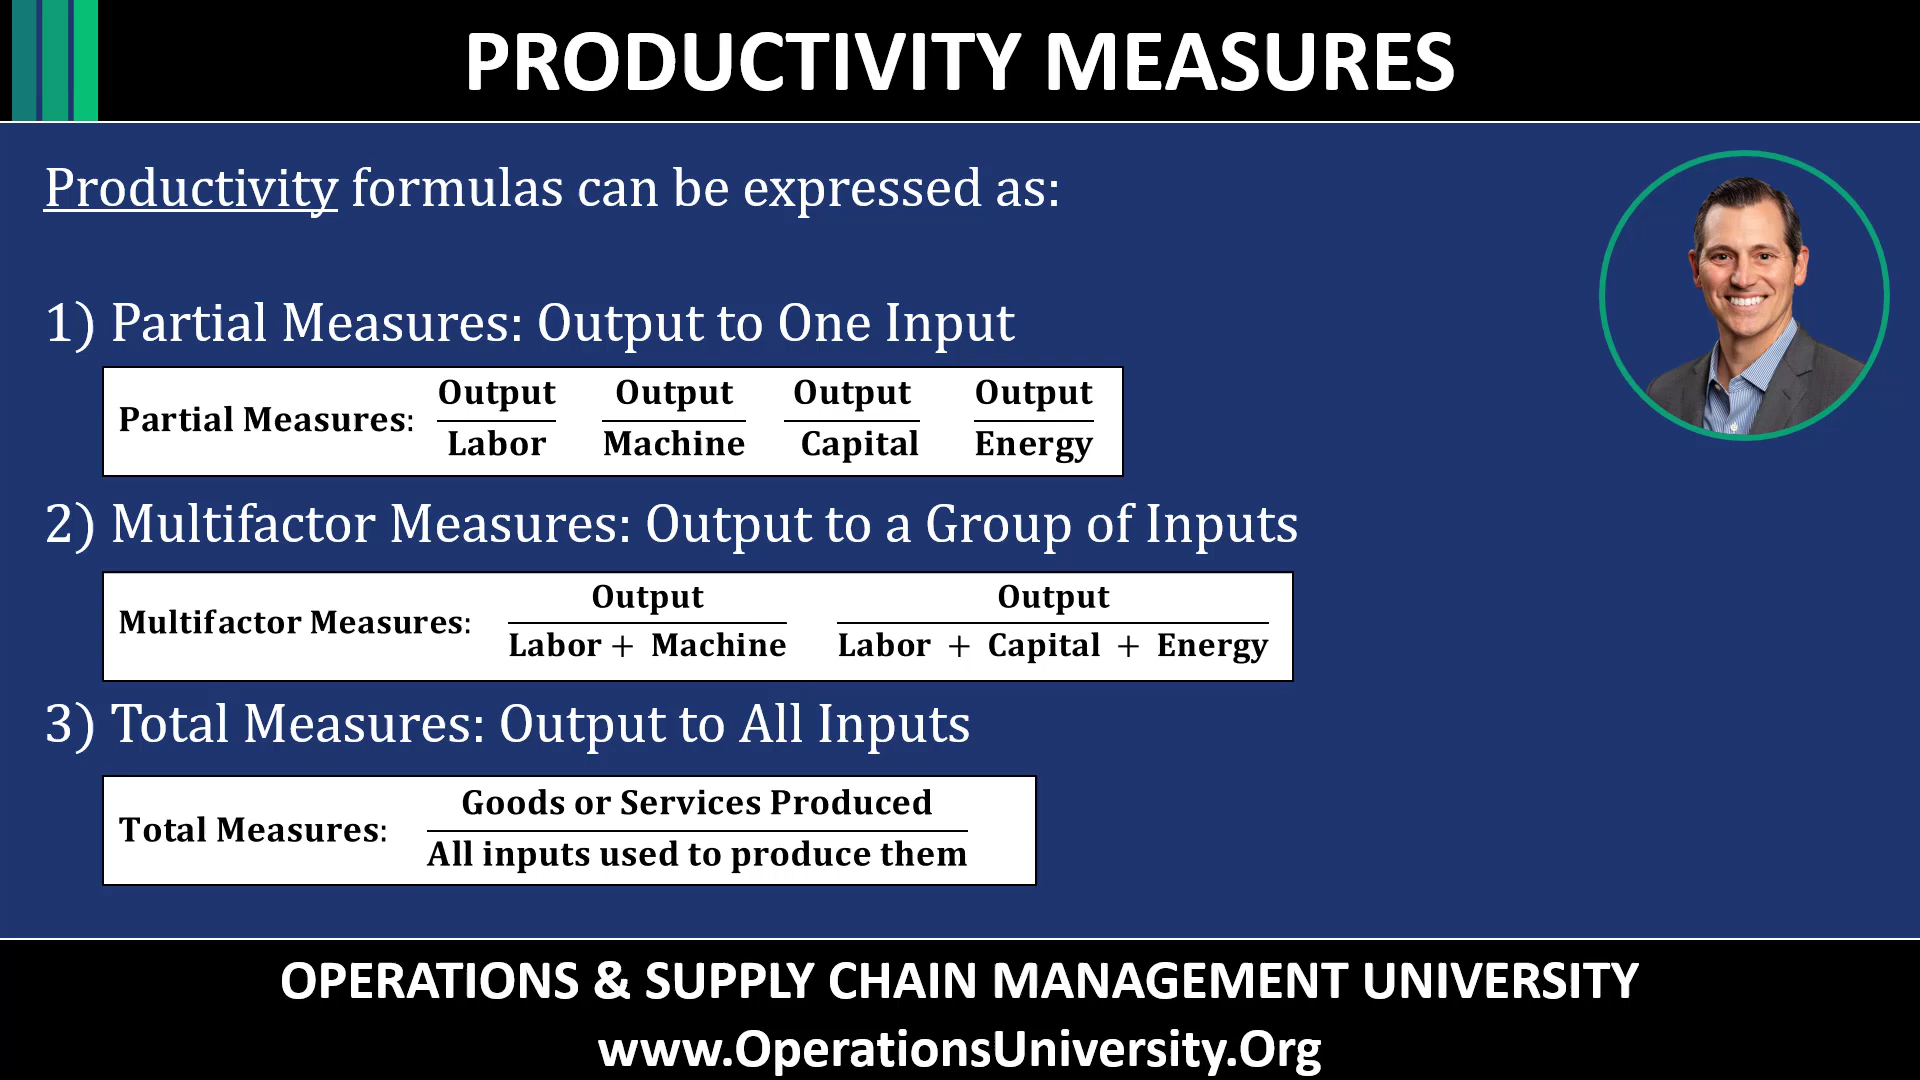 PRODUCTIVITY MEASURES
Productivity formulas can be expressed as:
1) Partial Measures: Output to One Input
Partial Measures: Output/Labor Output/Machine Output/Capital Output/Energy
2) Multifactor Measures: Output to a Group of Inputs
Multifactor Measures: Output/Labor + Machine Output/Labor + Capital + Energy
3) Total Measures: Output to All Inputs
Total Measures: Goods or Services Produced/All inputs used to produce them
OPERATIONS & SUPPLY CHAIN MANAGEMENT UNIVERSITY
www.OperationsUniversity.Org